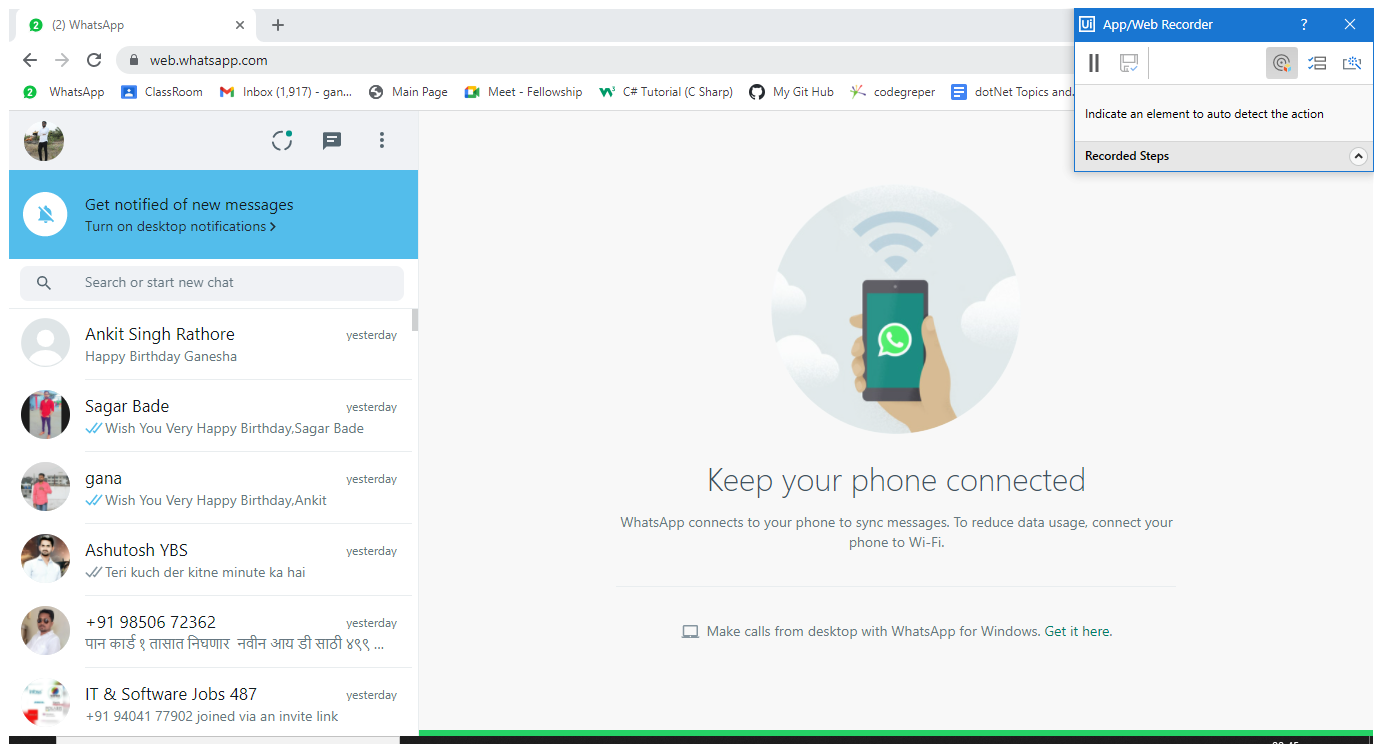 2 (2) WhatsApp
App/Web Recorder ?
web.whatsapp.com
2 WhatsApp ClassRoom Inbox (1,917) - gan... Main Page Meet - Fellowship C# Tutorial (C Sharp) My Git Hub codegreper dotNet Topics and.
Indicate an element to auto detect the action
Recorded Steps
Get notified of new messages
Turn on desktop notifications
Search or start new chat
Ankit Singh Rathore yesterday
Happy Birthday Ganesha
Sagar Bade yesterday
Wish You Very Happy Birthday,Sagar Bade
gana yesterday
Wish You Very Happy Birthday,Ankit
Ashutosh YBS yesterday
Teri kuch der kitne minute ka hai
+91 98506 72362 yesterday
पान कार्ड १ तासात निघणार नवीन आय डी साठी ४९९ ...
IT & Software Jobs 487 yesterday
+91 94041 77902 joined via an invite link
Keep your phone connected
WhatsApp connects to your phone to sync messages. To reduce data usage, connect your
phone to Wi-Fi.
Make calls from desktop with WhatsApp for Windows. Get it here.